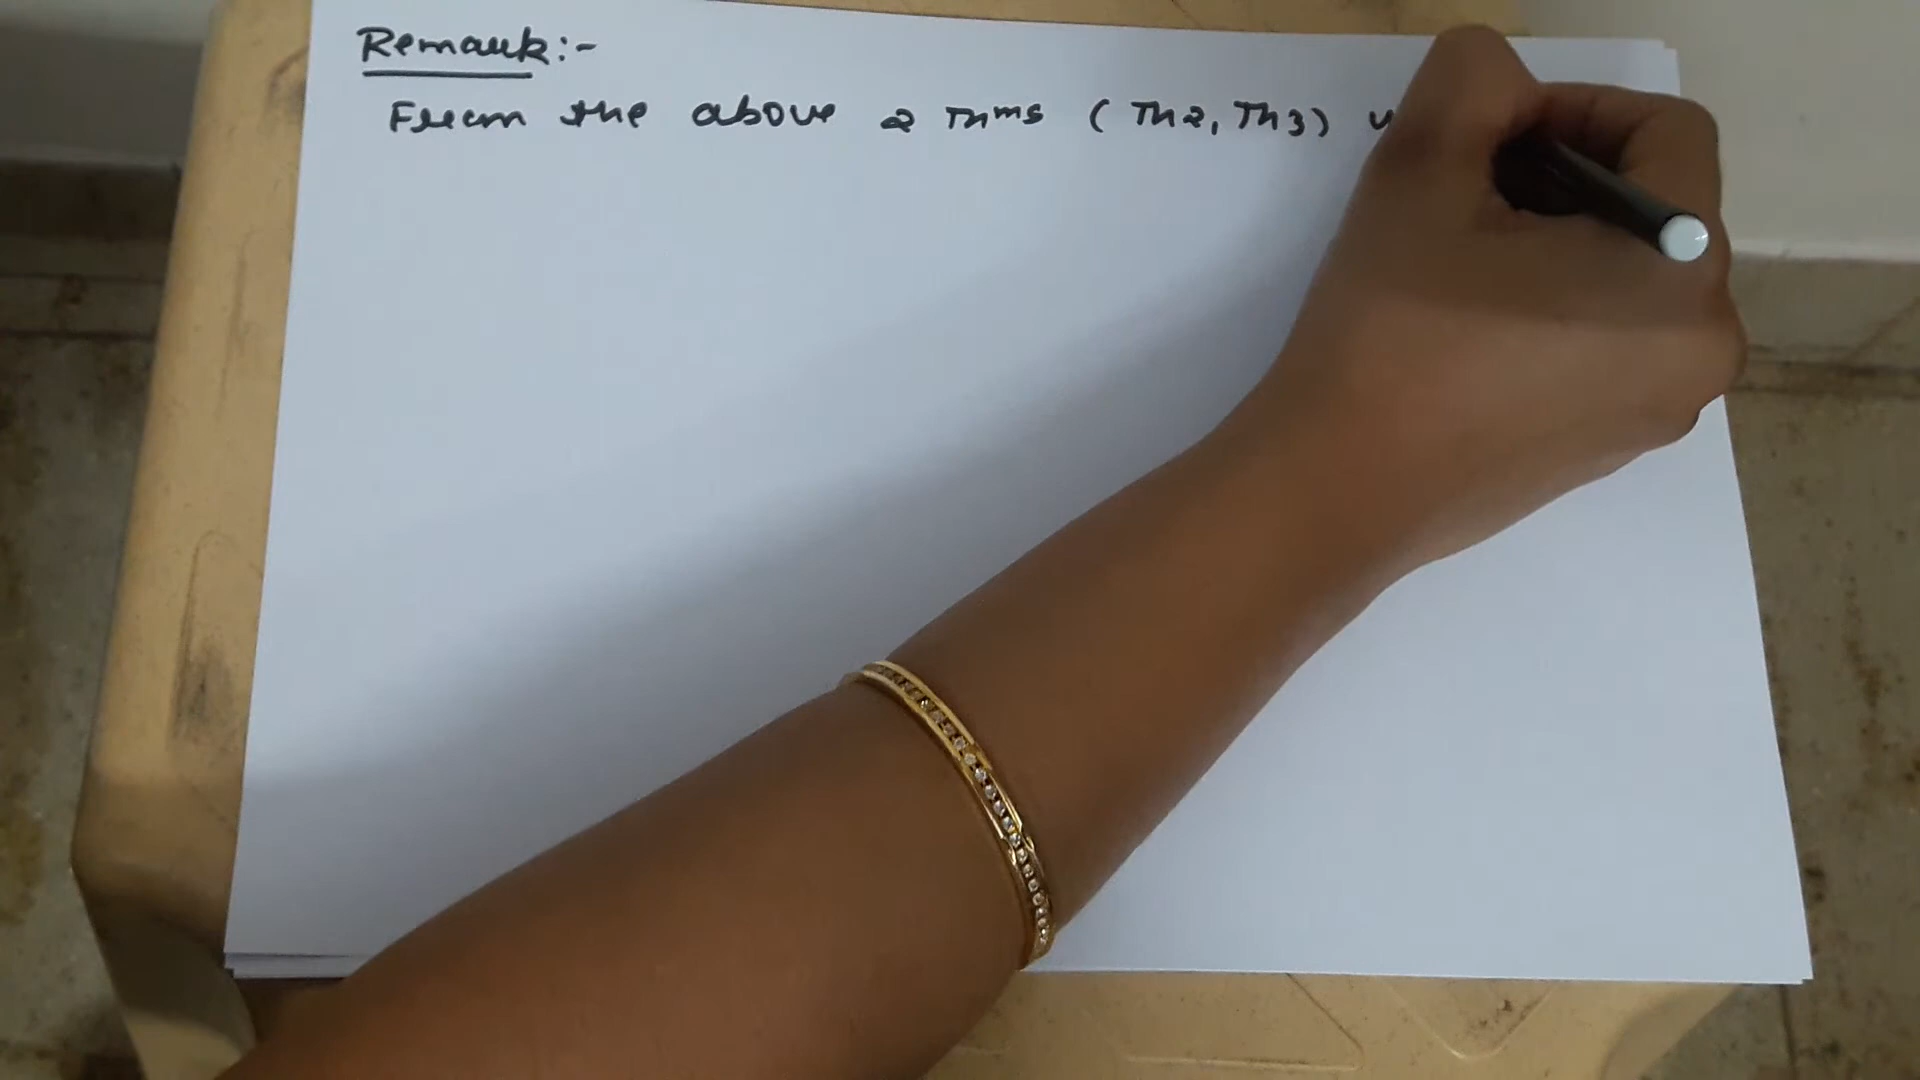 Remark:-
From the above 2 Thms (Th2, Th3)